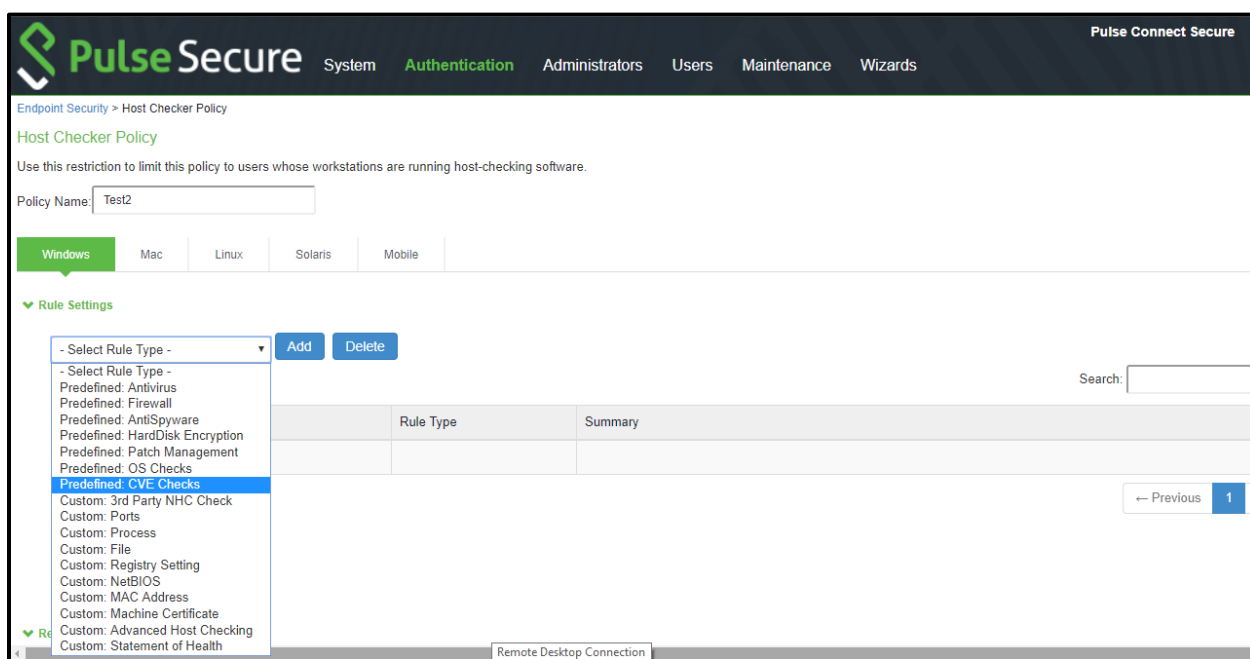 Pulse Connect Secure
Pulse Secure System Authentication Administrators Users Maintenance Wizards
Endpoint Security > Host Checker Policy
Host Checker Policy
Use this restriction to limit this policy to users whose workstations are running host-checking software.
Policy Name: Test2
Windows Mac Linux Solaris Mobile
Rule Settings
- Select Rule Type - Add Delete
Search:
- Select Rule Type -
Predefined: Antivirus
Predefined: Firewall
Predefined: AntiSpyware
Predefined: HardDisk Encryption
Predefined: Patch Management
Predefined: OS Checks
Predefined: CVE Checks
Custom: 3rd Party NHC Check
Custom: Ports
Custom: Process
Custom: File
Custom: Registry Setting
Custom: NetBIOS
Custom: MAC Address
Custom: Machine Certificate
Custom: Advanced Host Checking
Custom: Statement of Health
Rule Type Summary
← Previous 1
Re
Remote Desktop Connection